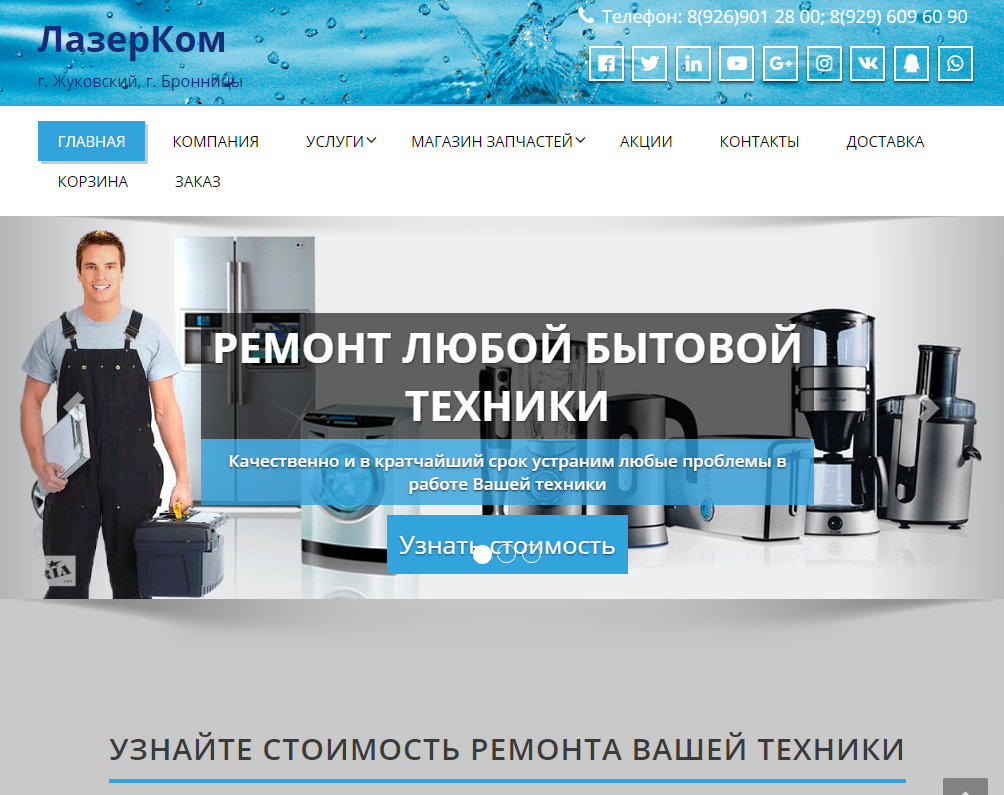 Телефон: 8(926)901 28 00; 8(929) 609 60 90
ЛазерКом
г. Жуковский, г. Бронницы
ГЛАВНАЯ КОМПАНИЯ УСЛУГИ МАГАЗИН ЗАПЧАСТЕЙ АКЦИИ КОНТАКТЫ ДОСТАВКА
КОРЗИНА ЗАКАЗ
РЕМОНТ ЛЮБОЙ БЫТОВОЙ
ТЕХНИКИ
Качественно и в кратчайший срок устраним любые проблемы в
работе Вашей техники
Узнать стоимость
УЗНАЙТЕ СТОИМОСТЬ РЕМОНТА ВАШЕЙ ТЕХНИКИ